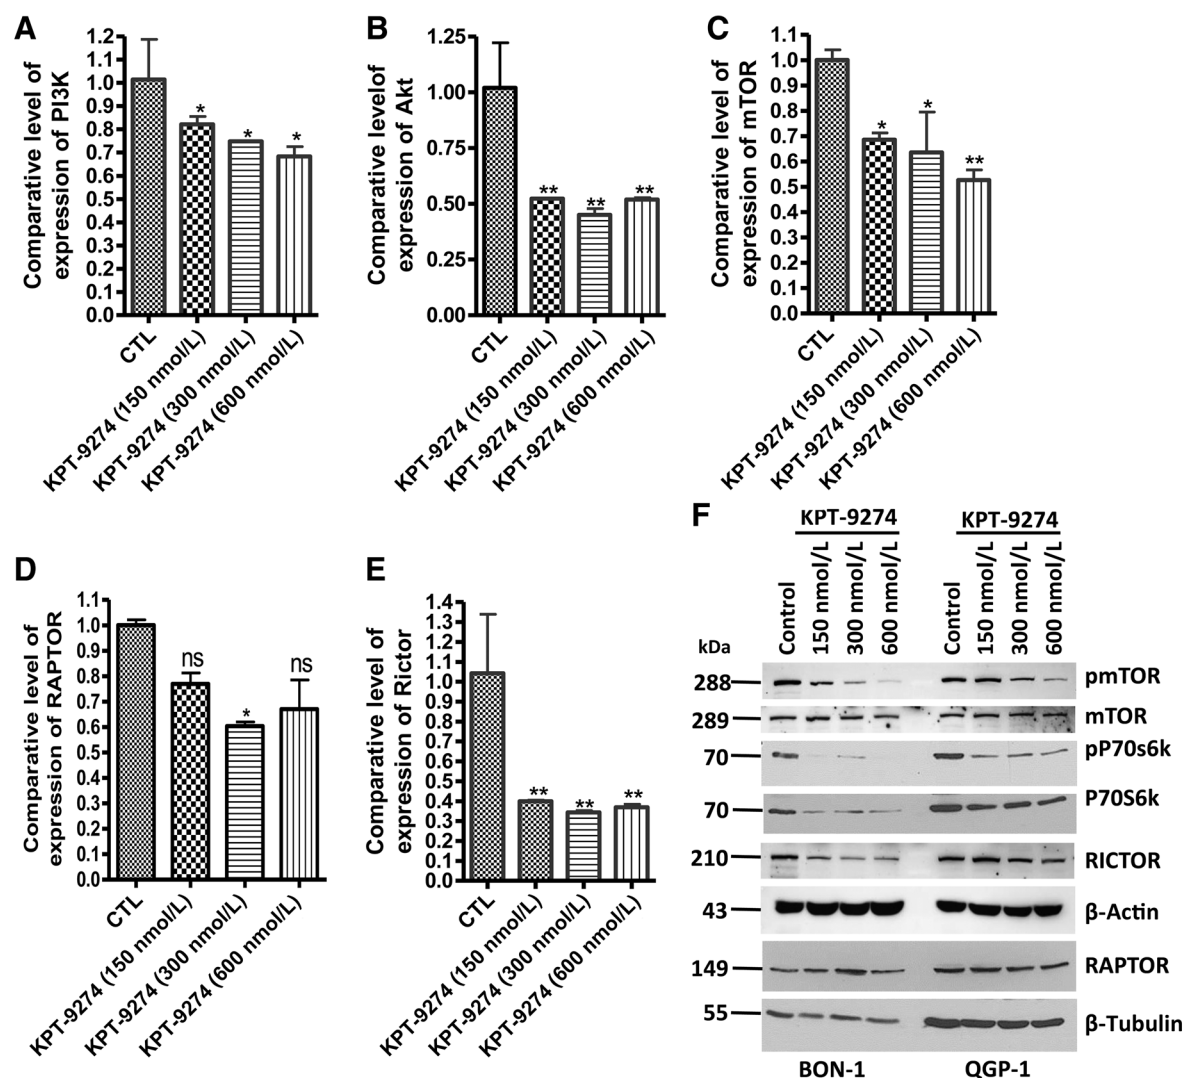 A
Comparative level of
expression of PI3K
1.2
1.1
1.0
0.9
0.8
0.7
0.6
0.5
0.4
0.3
0.2
0.1
0.0
*
*
*
CTL
KPT-9274 (150 nmol/L)
KPT-9274 (300 nmol/L)
KPT-9274 (600 nmol/L)
B
Comparative levelof
expression of Akt
1.25
1.00
0.75
0.50
0.25
0.00
**
**
**
CTL
KPT-9274 (150 nmol/L)
KPT-9274 (300 nmol/L)
KPT-9274 (600 nmol/L)
C
Comparative level of
expression of mTOR
1.1
1.0
0.9
0.8
0.7
0.6
0.5
0.4
0.3
0.2
0.1
0.0
*
*
**
CTL
KPT-9274 (150 nmol/L)
KPT-9274 (300 nmol/L)
KPT-9274 (600 nmol/L)
D
Comparative level of
expression of RAPTOR
1.1
1.0
0.9
0.8
0.7
0.6
0.5
0.4
0.3
0.2
0.1
0.0
ns
*
ns
CTL
KPT-9274 (150 nmol/L)
KPT-9274 (300 nmol/L)
KPT-9274 (600 nmol/L)
E
Comparative level of
expression of Rictor
1.4
1.3
1.2
1.1
1.0
0.9
0.8
0.7
0.6
0.5
0.4
0.3
0.2
0.1
0.0
**
**
**
CTL
KPT-9274 (150 nmol/L)
KPT-9274 (300 nmol/L)
KPT-9274 (600 nmol/L)
F
KPT-9274
KPT-9274
Control
150 nmol/L
300 nmol/L
600 nmol/L
Control
150 nmol/L
300 nmol/L
600 nmol/L
kDa
288
pmTOR
289
mTOR
70
pP70s6k
70
P70S6k
210
RICTOR
43
β-Actin
149
RAPTOR
55
β-Tubulin
BON-1
QGP-1